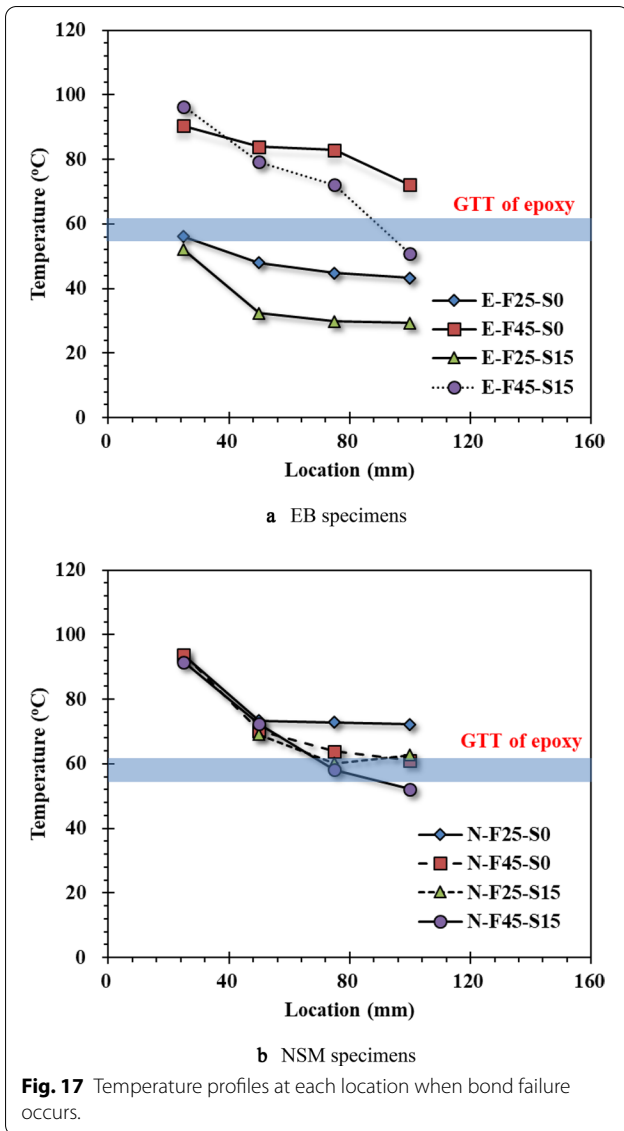 120
100
80
60
40
20
0
Temperature (°C)
GTT of epoxy
E-F25-S0
E-F45-S0
E-F25-S15
E-F45-S15
0 40 80 120 160
Location (mm)
a EB specimens
120
100
80
60
40
20
0
Temperature (°C)
GTT of epoxy
N-F25-S0
N-F45-S0
N-F25-S15
N-F45-S15
0 40 80 120 160
Location (mm)
b NSM specimens
Fig. 17 Temperature profiles at each location when bond failure
occurs.